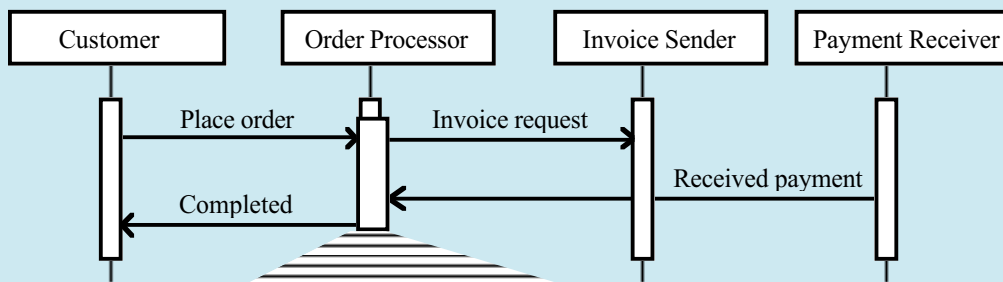 Customer
Order Processor
Invoice Sender
Payment Receiver
Place order
Invoice request
Received payment
Completed